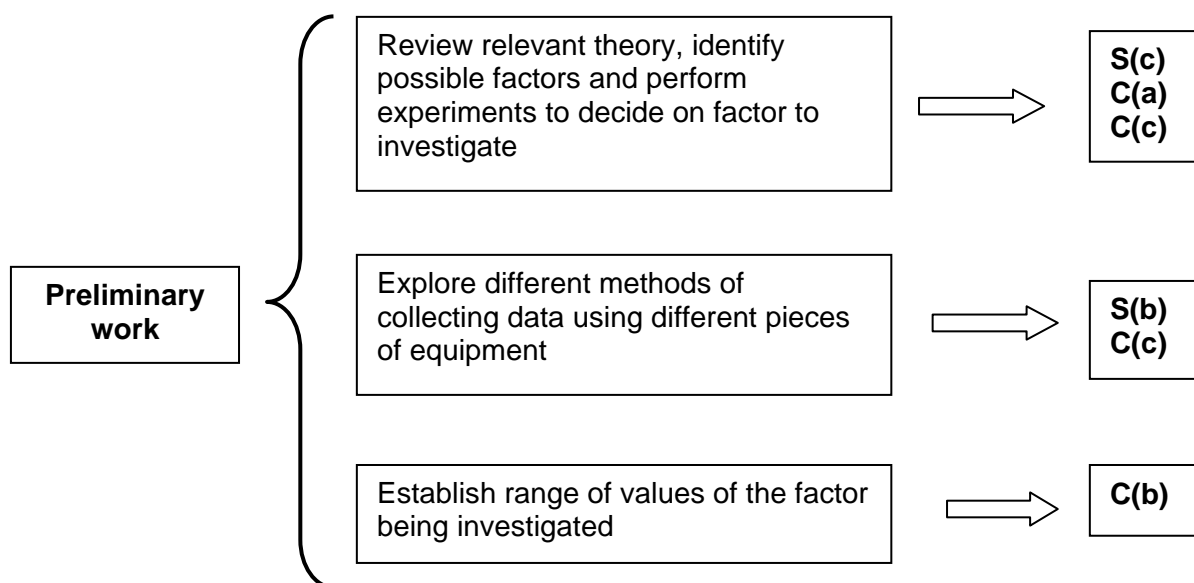 Review relevant theory, identify
possible factors and perform
experiments to decide on factor to
investigate
S(c)
C(a)
C(c)
Preliminary
work
Explore different methods of
collecting data using different pieces
of equipment
S(b)
C(c)
Establish range of values of the factor
being investigated
C(b)